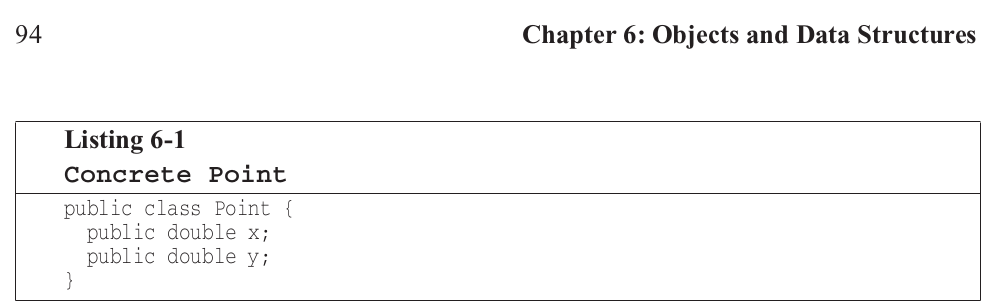 94
Chapter 6: Objects and Data Structures
Listing 6-1
Concrete Point
public class Point {
  public double x;
  public double y;
}